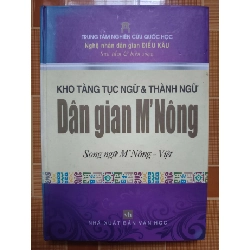 TRUNG TÂM NGHIÊN CỨU QUỐC HỌC
Nghệ nhân dân gian ĐIỂU KÂU
KHO TÀNG TỤC NGỮ & THÀNH NGỮ
Dân gian M'Nông
Song ngữ M'Nông - Việt
NHÀ XUẤT BẢN VĂN HỌC